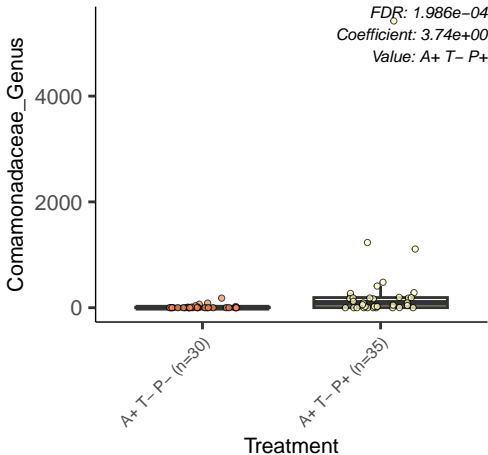 FDR: 1.986e−04
Coefficient: 3.74e+00
Value: A+ T− P+
Comamonadaceae_Genus
4000
2000
0
A+ T− P− (n=30)
A+ T− P+ (n=35)
Treatment